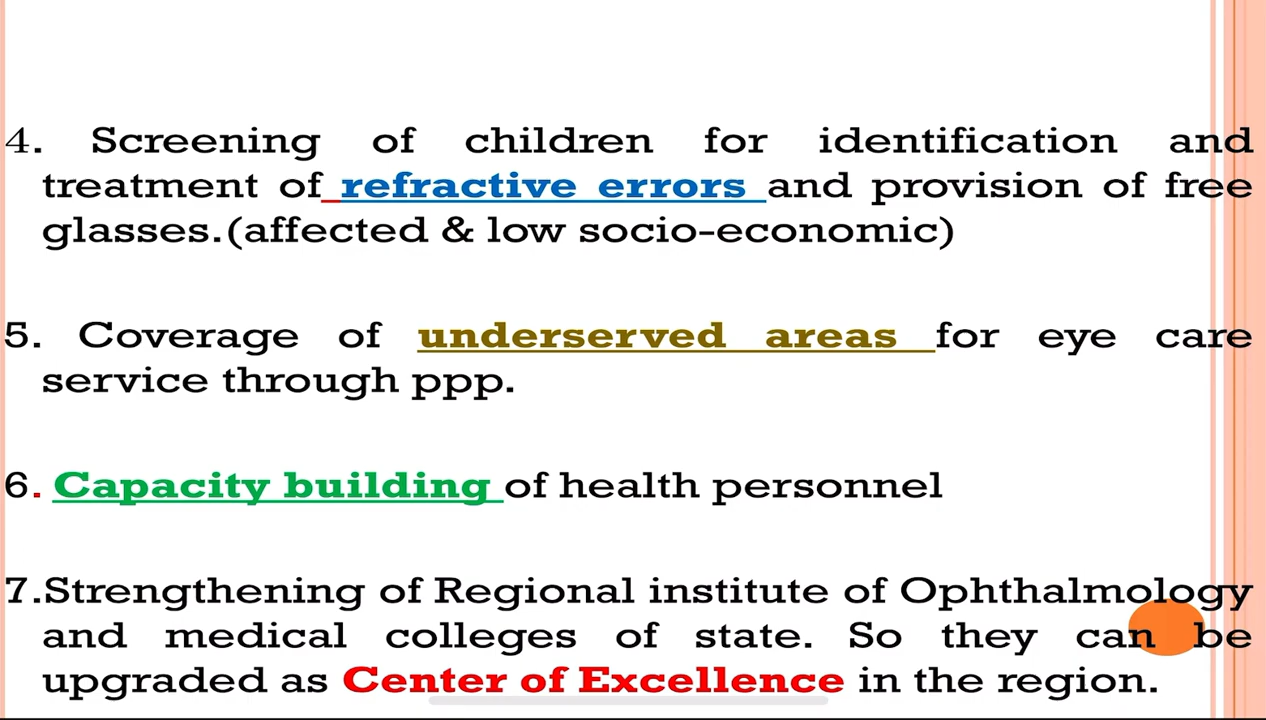 4. Screening of children for identification and
treatment of refractive errors and provision of free
glasses.(affected & low socio-economic)
5. Coverage of underserved areas for eye care
service through ppp.
6. Capacity building of health personnel
7.Strengthening of Regional institute of Ophthalmology
and medical colleges of state. So they can be
upgraded as Center of Excellence in the region.